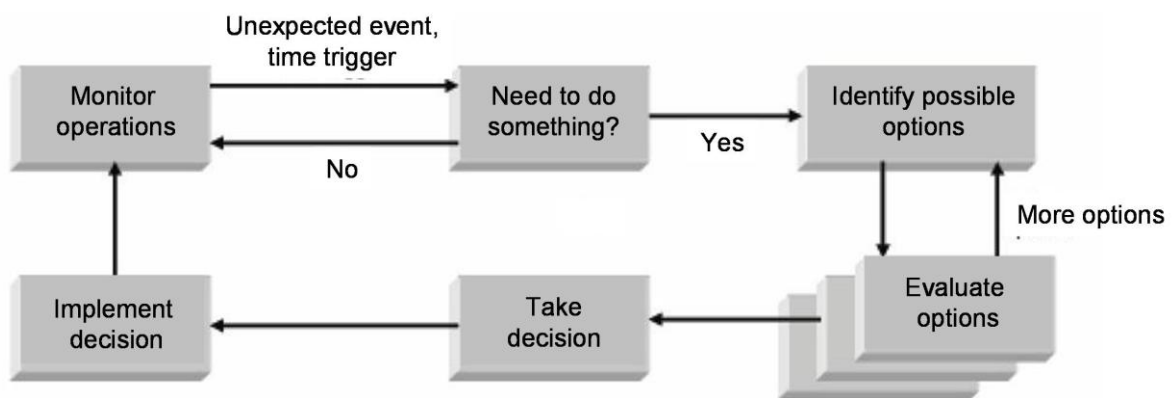 Unexpected event,
time trigger
Monitor
operations
Need to do
something?
Identify possible
options
No
Yes
More options
Implement
decision
Take
decision
Evaluate
options